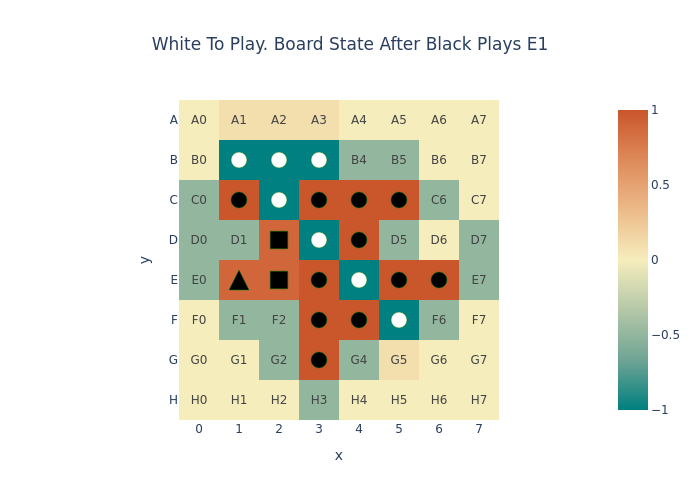 White To Play. Board State After Black Plays E1
A A0 A1 A2 A3 A4 A5 A6 A7
B B0 B4 B5 B6 B7
C C0 C6 C7
D D0 D1 D5 D6 D7
E E0 E7
F F0 F1 F2 F6 F7
G G0 G1 G2 G4 G5 G6 G7
H H0 H1 H2 H3 H4 H5 H6 H7
0 1 2 3 4 5 6 7
x
y
1
0.5
0
−0.5
−1